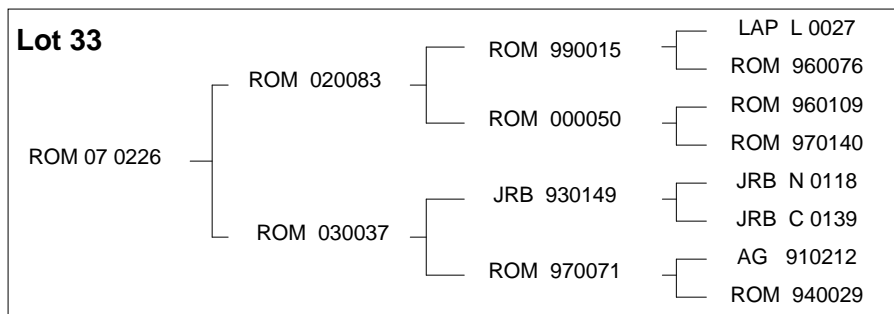 Lot 33
LAP L 0027
ROM 990015
ROM 960076
ROM 020083
ROM 960109
ROM 000050
ROM 970140
ROM 07 0226
JRB N 0118
JRB 930149
JRB C 0139
ROM 030037
AG 910212
ROM 970071
ROM 940029